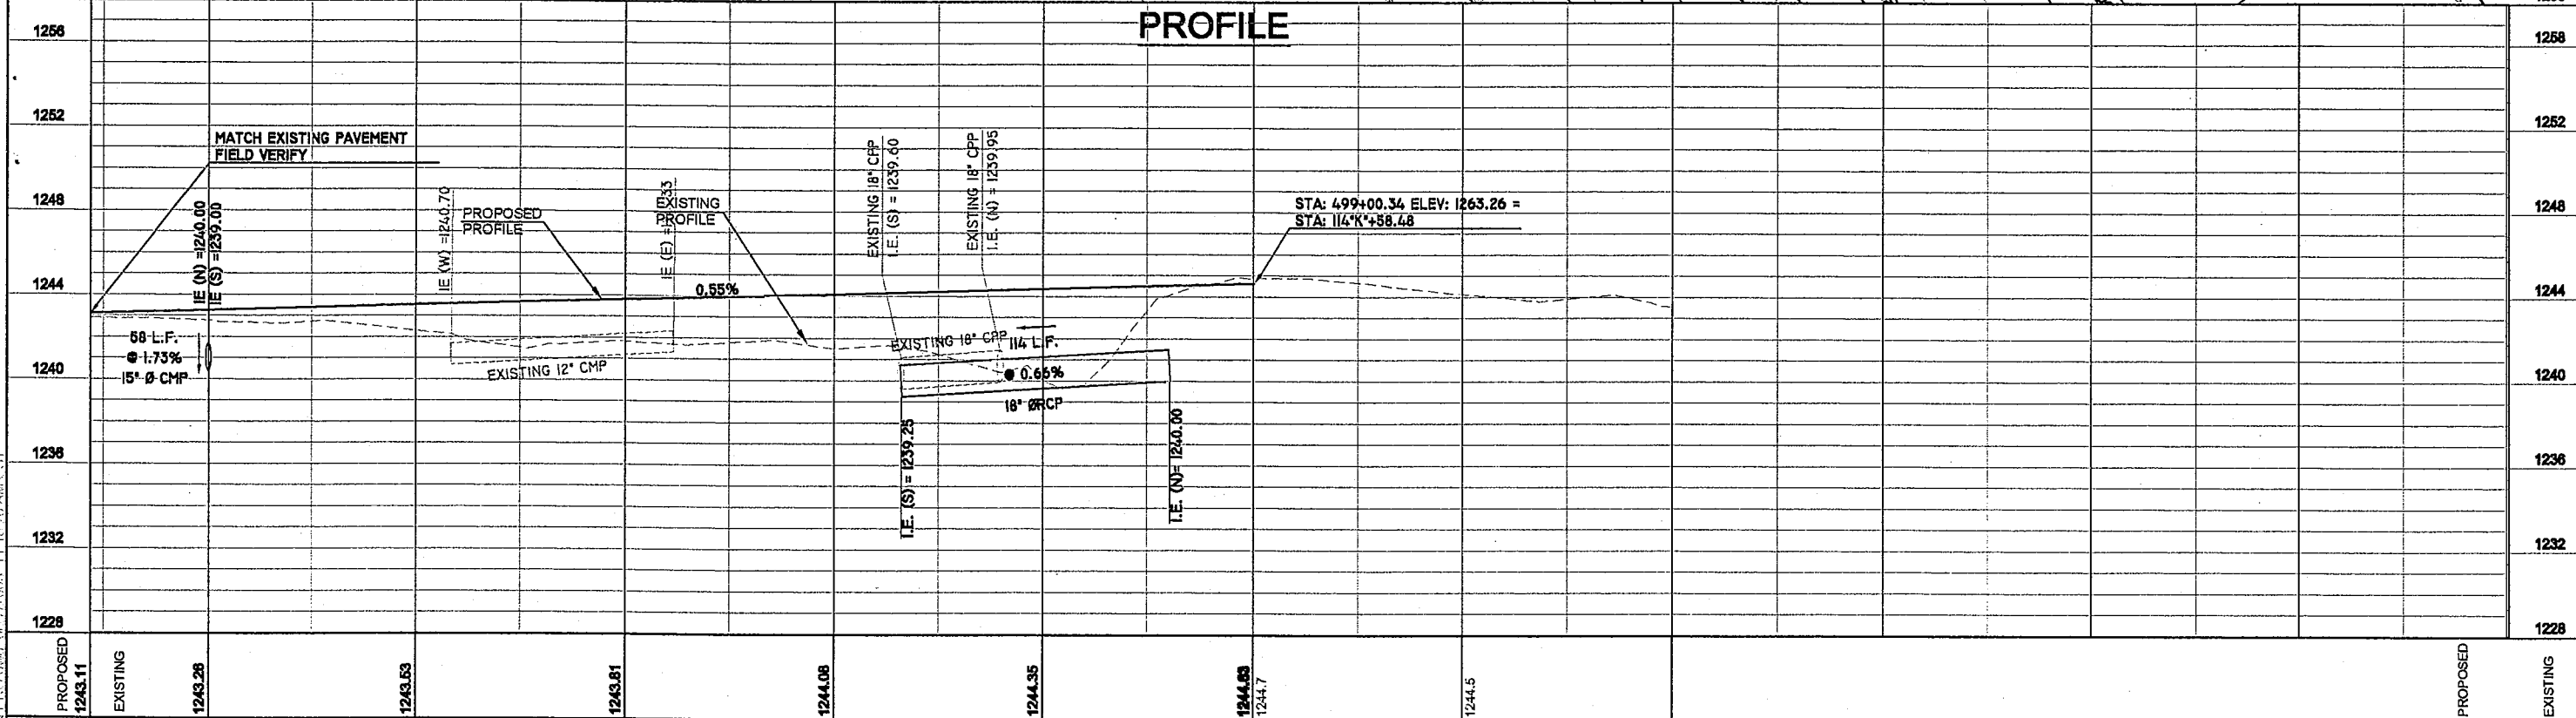 PROFILE
1256
1252
1248
1244
1240
1236
1232
1228
1258
1252
1248
1244
1240
1236
1232
1228
MATCH EXISTING PAVEMENT
FIELD VERIFY
IE (N) =1240.00
IE (S) =1239.00
58 L.F.
@ 1.73%
15" Ø CMP
IE (W) =1240.70
PROPOSED
PROFILE
EXISTING 12" CMP
IE (E) =
EXISTING
PROFILE
0.55%
EXISTING 18" CPP
I.E. (S) = 1239.60
EXISTING 18" CPP
I.E. (N) = 1239.95
EXISTING 18" CPP
114 L.F.
@ 0.66%
18" ØRCP
I.E. (S) = 1239.25
I.E. (N)= 1240.00
STA: 499+00.34 ELEV: 1263.26 =
STA: 114"K"+58.48
PROPOSED
1243.11
EXISTING
1243.26
1243.53
1243.81
1244.08
1244.35
1244.63
1244.7
1244.5
PROPOSED
EXISTING